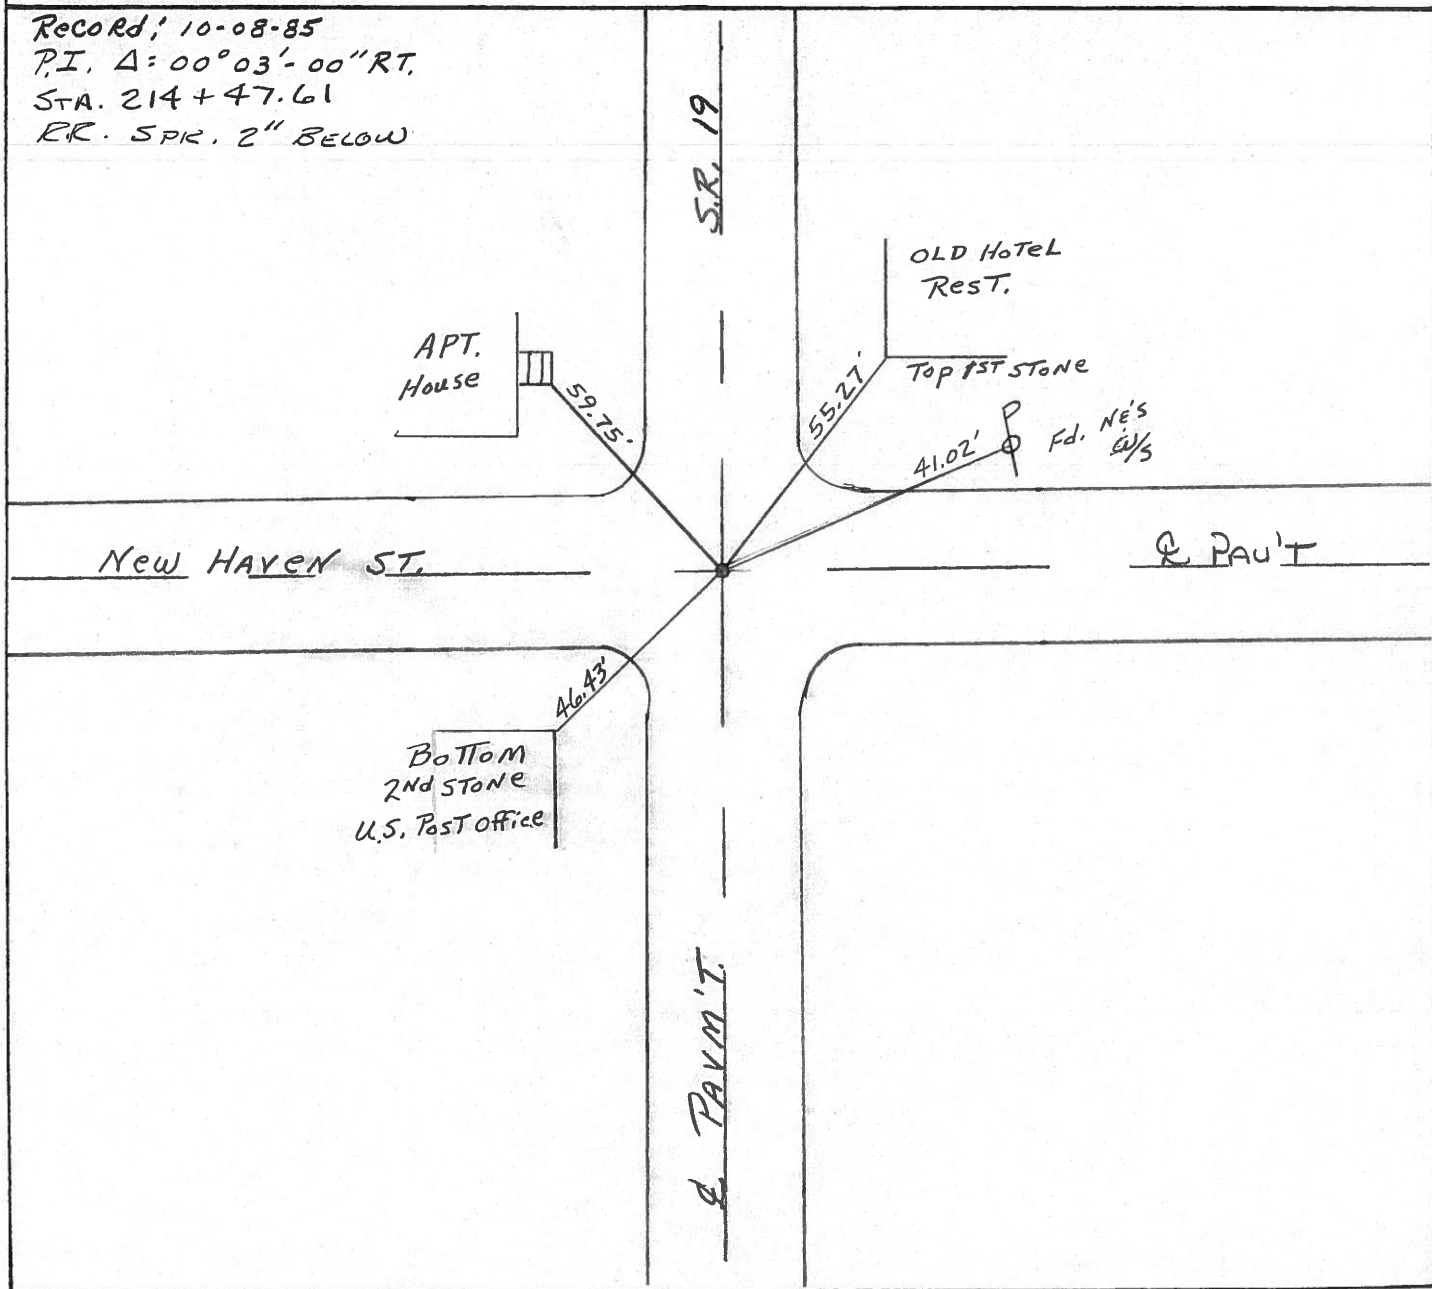 Record: 10-08-85
P.I. Δ: 00°03'-00" RT.
STA. 214 + 47.61
R.R. SPK. 2" BELOW
S.R. 19
OLD HOTEL
REST.
APT.
House
TOP 1ST STONE
59.75'
55.27'
41.02'
Fd. NE's
NEW HAVEN ST.
℄ PAV'T
46.43'
BOTTOM
2Nd STONE
U.S. POST Office
℄ PAVM'T.